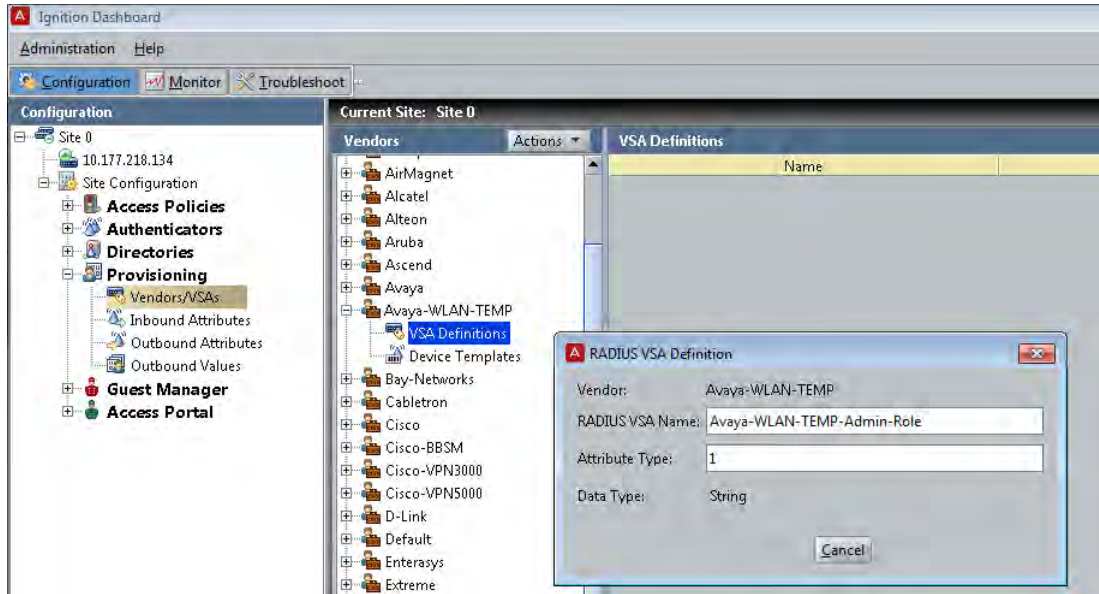 A Ignition Dashboard
Administration Help
Configuration Monitor Troubleshoot
Configuration
Site 0
10.177.218.134
Site Configuration
Access Policies
Authenticators
Directories
Provisioning
Vendors/VSAs
Inbound Attributes
Outbound Attributes
Outbound Values
Guest Manager
Access Portal
Current Site: Site 0
Vendors Actions
AirMagnet
Alcatel
Alteon
Aruba
Ascend
Avaya
Avaya-WLAN-TEMP
VSA Definitions
Device Templates
Bay-Networks
Cabletron
Cisco
Cisco-BBSM
Cisco-VPN3000
Cisco-VPN5000
D-Link
Default
Enterasys
Extreme
VSA Definitions
Name
A RADIUS VSA Definition
Vendor: Avaya-WLAN-TEMP
RADIUS VSA Name: Avaya-WLAN-TEMP-Admin-Role
Attribute Type: 1
Data Type: String
Cancel